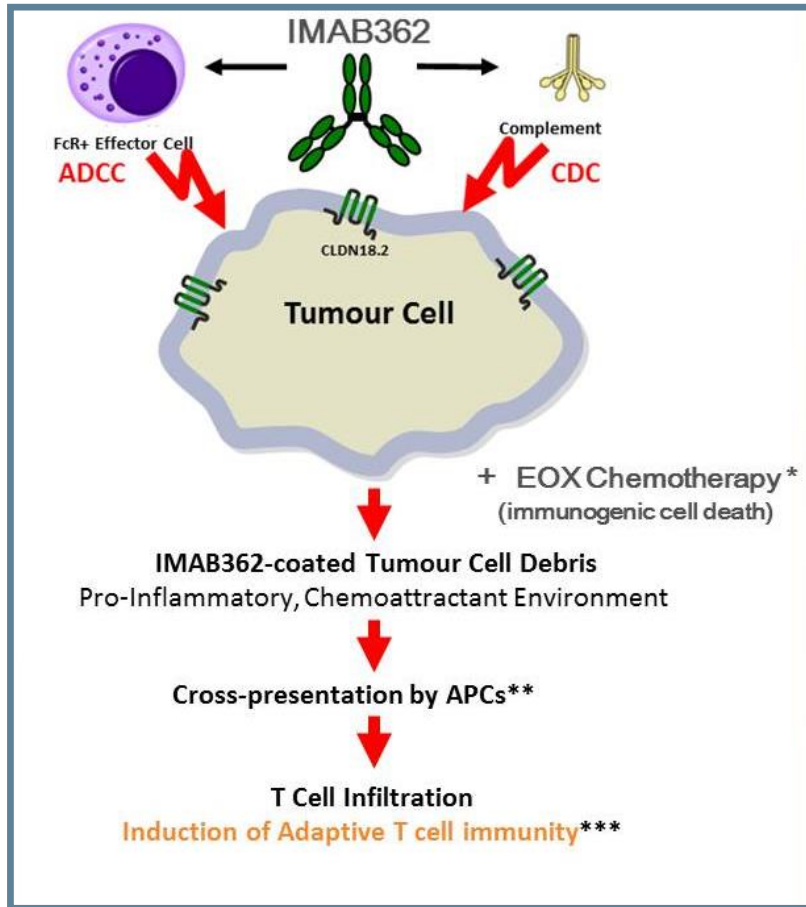 IMAB362
FcR+ Effector Cell
Complement
ADCC
CDC
CLDN18.2
Tumour Cell
+ EOX Chemotherapy*
(immunogenic cell death)
IMAB362-coated Tumour Cell Debris
Pro-Inflammatory, Chemoattractant Environment
Cross-presentation by APCs**
T Cell Infiltration
Induction of Adaptive T cell immunity***